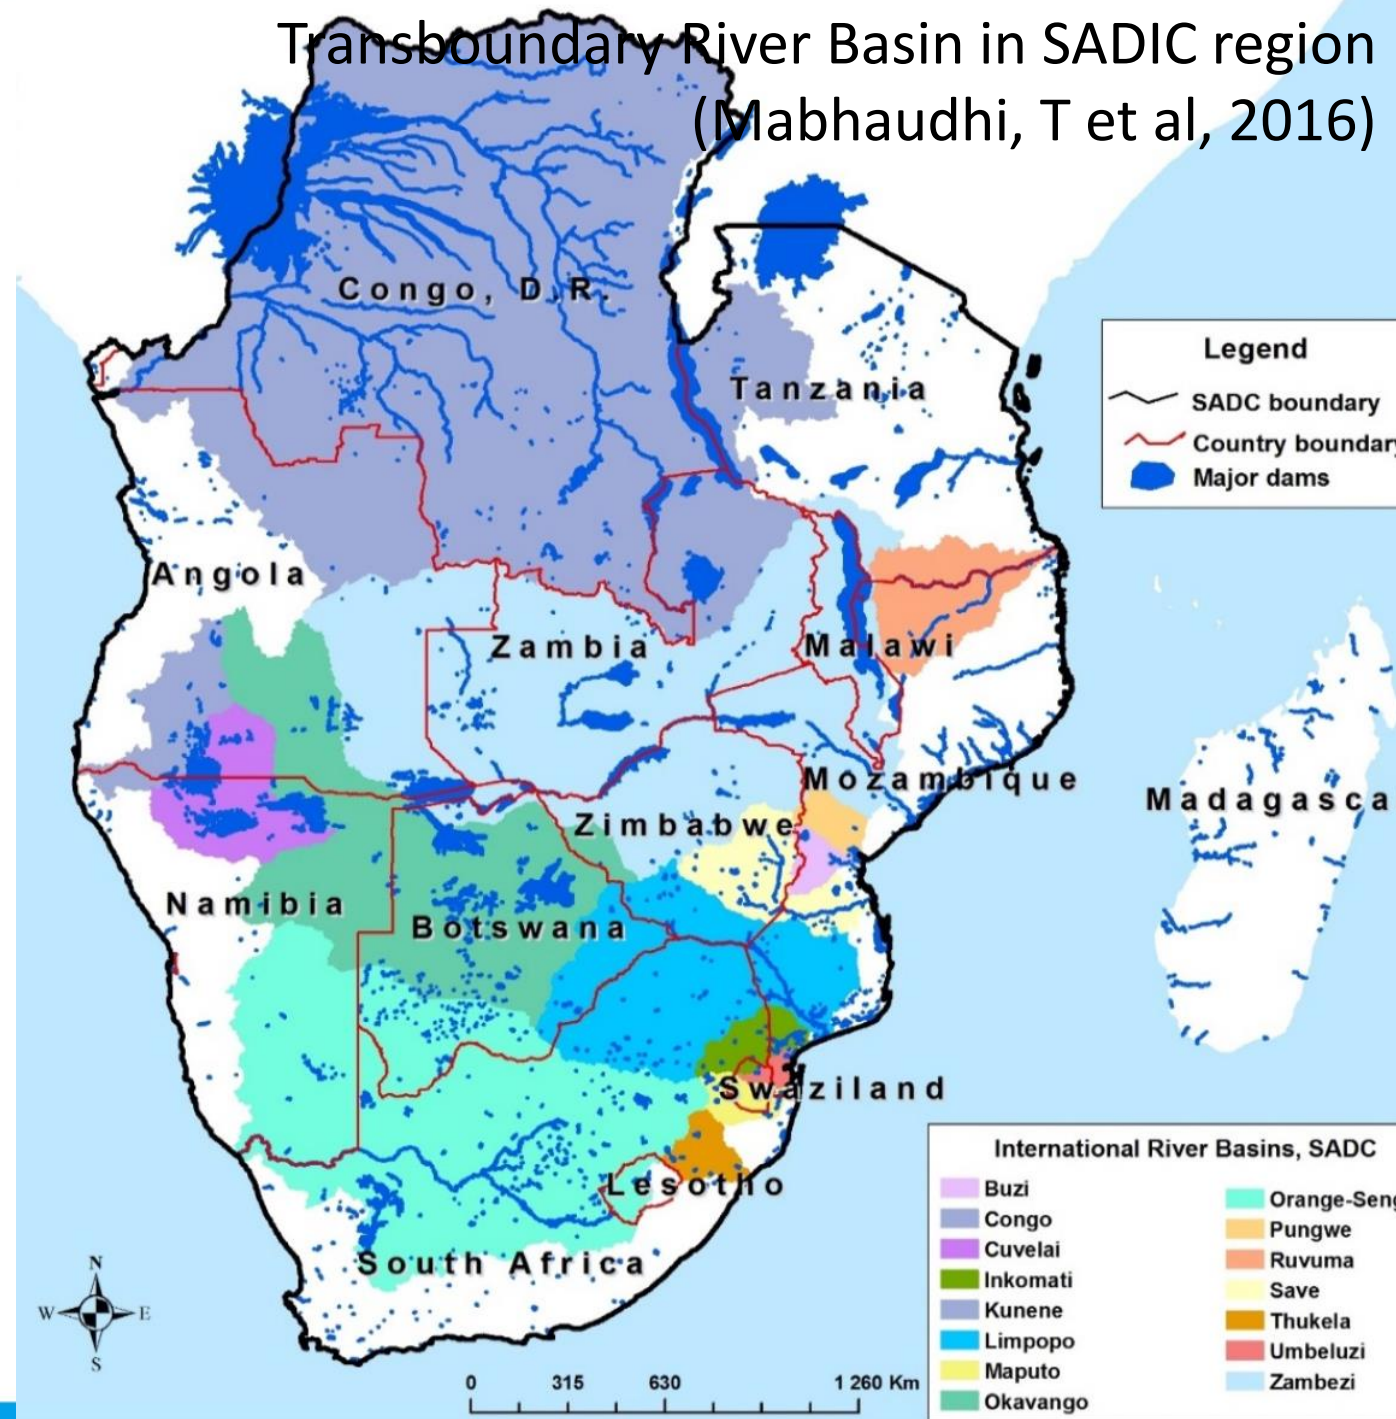 Transboundary River Basin in SADIC region
(Mabhaudhi, T et al, 2016)
Congo, D.R.
Tanzania
Legend
SADC boundary
Country boundary
Major dams
Angola
Zambia
Malawi
Mozambique
Madagasca
Zimbabwe
Namibia
Botswana
Swaziland
Lesotho
South Africa
International River Basins, SADC
Buzi
Congo
Cuvelai
Inkomati
Kunene
Limpopo
Maputo
Okavango
Orange-Seng
Pungwe
Ruvuma
Save
Thukela
Umbeluzi
Zambezi
N
W E
S
0 315 630 1 260 Km